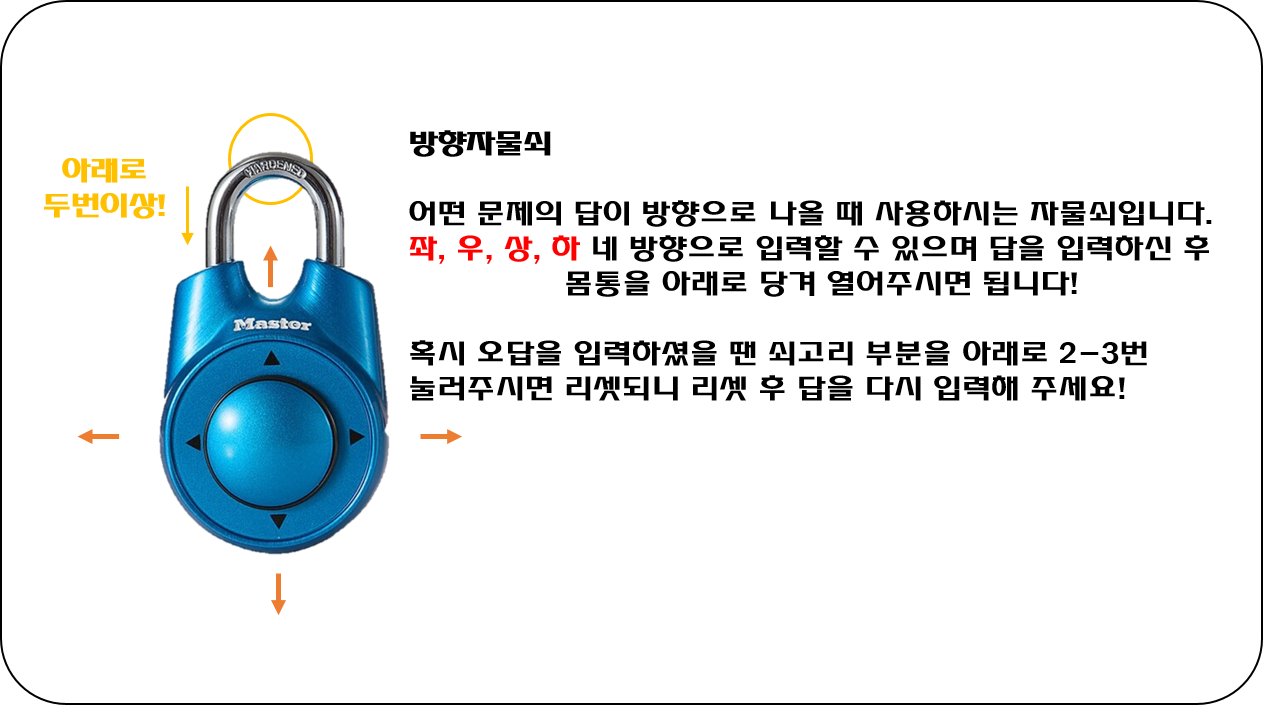 방향자물쇠
아래로
두번이상!
HARDENED
어떤 문제의 답이 방향으로 나올 때 사용하시는 자물쇠입니다.
좌, 우, 상, 하 네 방향으로 입력할 수 있으며 답을 입력하신 후
몸통을 아래로 당겨 열어주시면 됩니다!
Master
혹시 오답을 입력하셨을 땐 쇠고리 부분을 아래로 2-3번
눌러주시면 리셋되니 리셋 후 답을 다시 입력해 주세요!